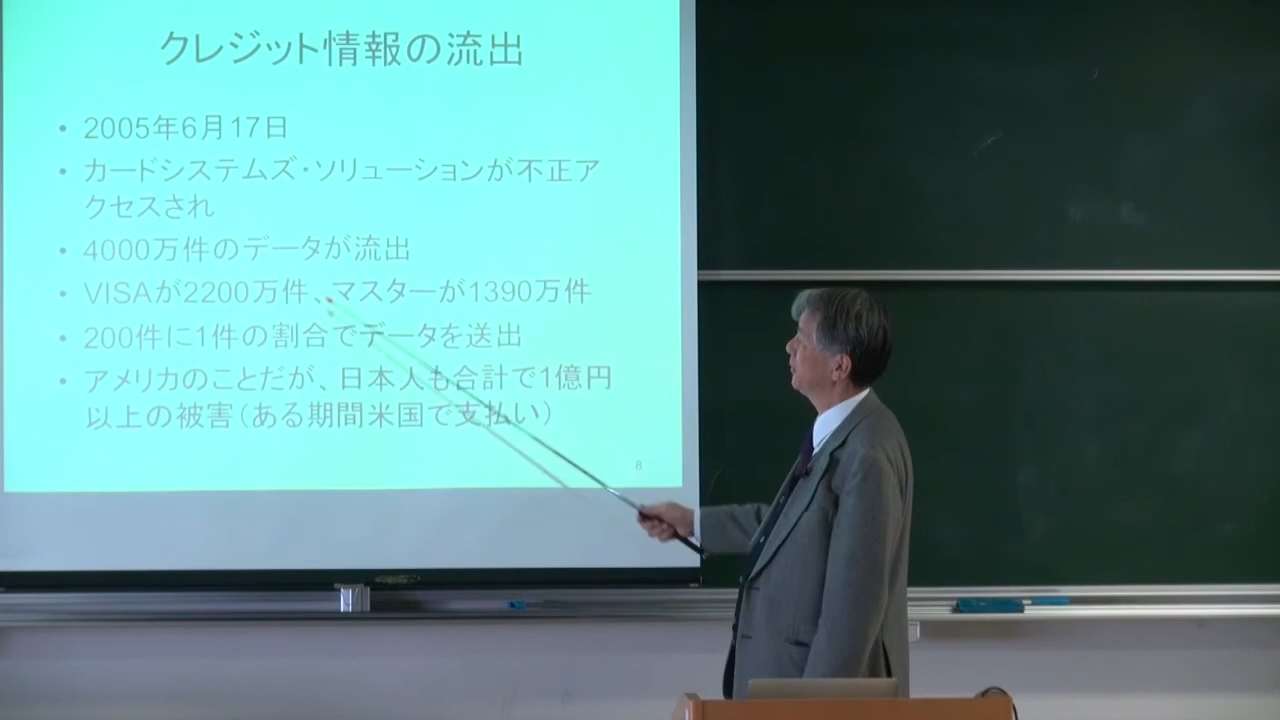 クレジット情報の流出
• 2005年6月17日
• カードシステムズ・ソリューションが不正ア
クセスされ
• 4000万件のデータが流出
• VISAが2200万件、マスターが1390万件
• 200件に1件の割合でデータを送出
• アメリカのことだが、日本人も合計で1億円
以上の被害(ある期間米国で支払い)
8